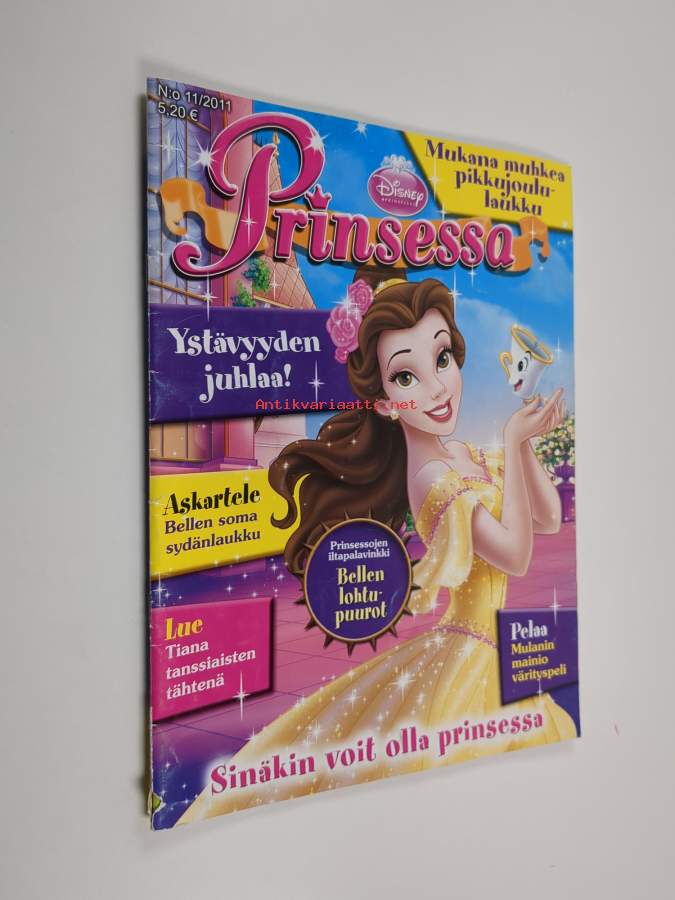 N:o 11/2011
5,20 €
Mukana muhkea
pikkujoulu-
laukku
Disney
Prinsessa
Ystävyyden
juhlaa!
Antikvariaatti.net
Askartele
Bellen soma
sydänlaukku
Prinsessojen
iltapalavinkki
Bellen
lohtu-
puurot
Lue
Tiana
tanssiaisten
tähtenä
Pelaa
Mulanin
mainio
värityspeli
Sinäkin voit olla prinsessa